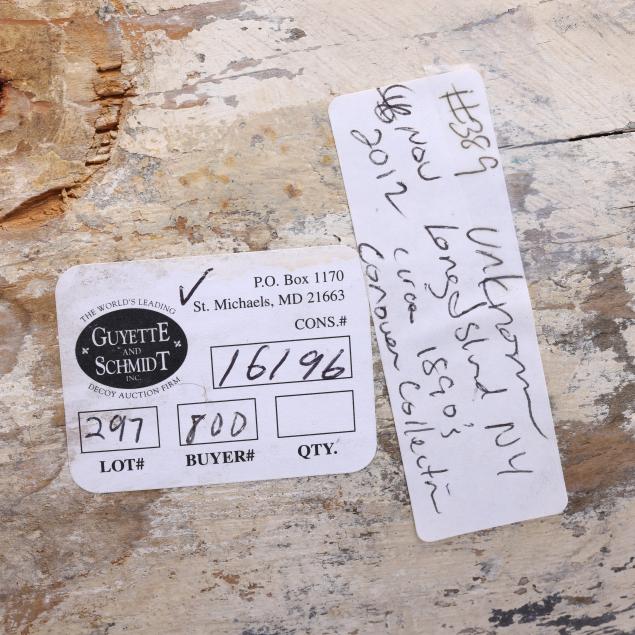 THE WORLD'S LEADING
GUYETTE
AND
SCHMIDT
INC.
DECOY AUCTION FIRM
P.O. Box 1170
St. Michaels, MD 21663
CONS.#
16196
297
800
LOT#
BUYER#
QTY.
#389
Unknown
Long Island NY
circa 1890's
Conover Collection
Nov
2012